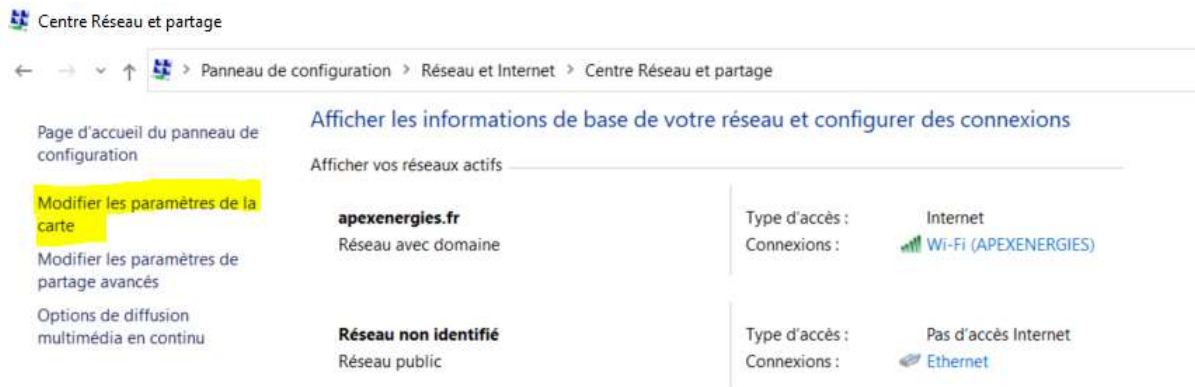 Centre Réseau et partage
Panneau de configuration > Réseau et Internet > Centre Réseau et partage
Page d'accueil du panneau de
configuration
Modifier les paramètres de la
carte
Modifier les paramètres de
partage avancés
Options de diffusion
multimédia en continu
Afficher les informations de base de votre réseau et configurer des connexions
Afficher vos réseaux actifs
apexenergies.fr
Réseau avec domaine
Type d'accès : Internet
Connexions : Wi-Fi (APEXENERGIES)
Réseau non identifié
Réseau public
Type d'accès : Pas d'accès Internet
Connexions : Ethernet